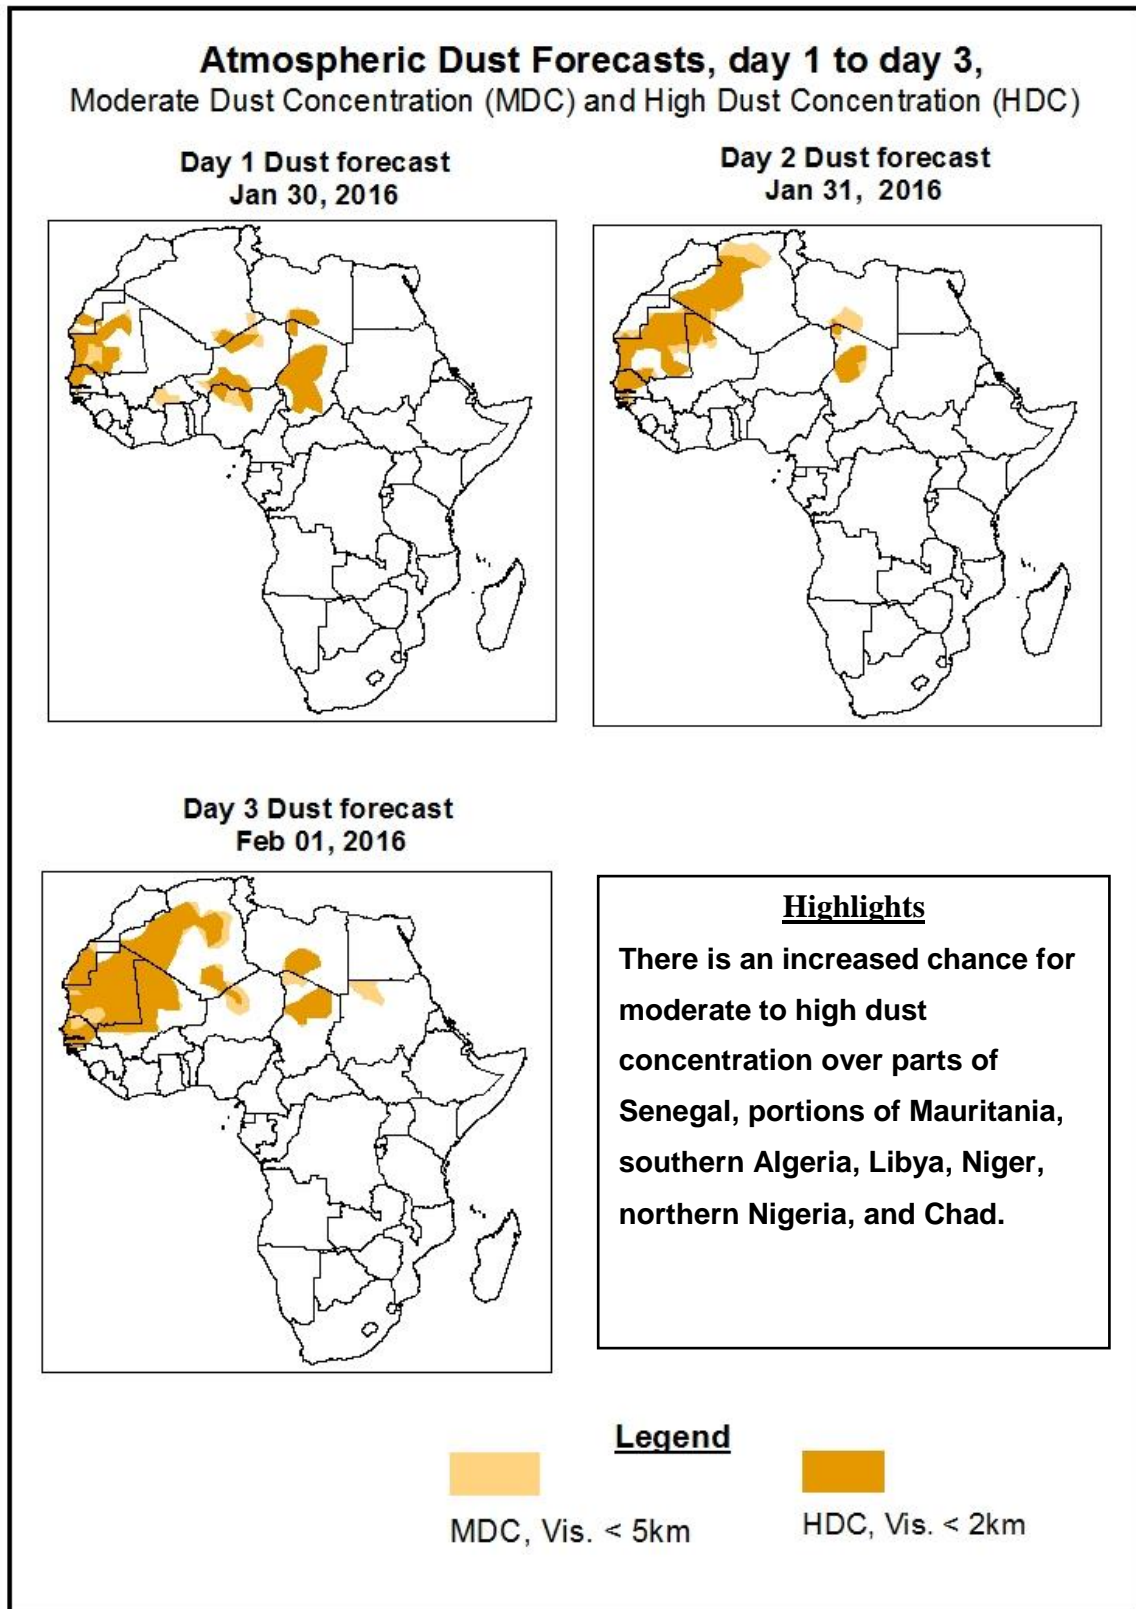 Atmospheric Dust Forecasts, day 1 to day 3,
Moderate Dust Concentration (MDC) and High Dust Concentration (HDC)
Day 1 Dust forecast
Jan 30, 2016
Day 2 Dust forecast
Jan 31, 2016
Day 3 Dust forecast
Feb 01, 2016
Highlights
There is an increased chance for
moderate to high dust
concentration over parts of
Senegal, portions of Mauritania,
southern Algeria, Libya, Niger,
northern Nigeria, and Chad.
Legend
MDC, Vis. < 5km
HDC, Vis. < 2km